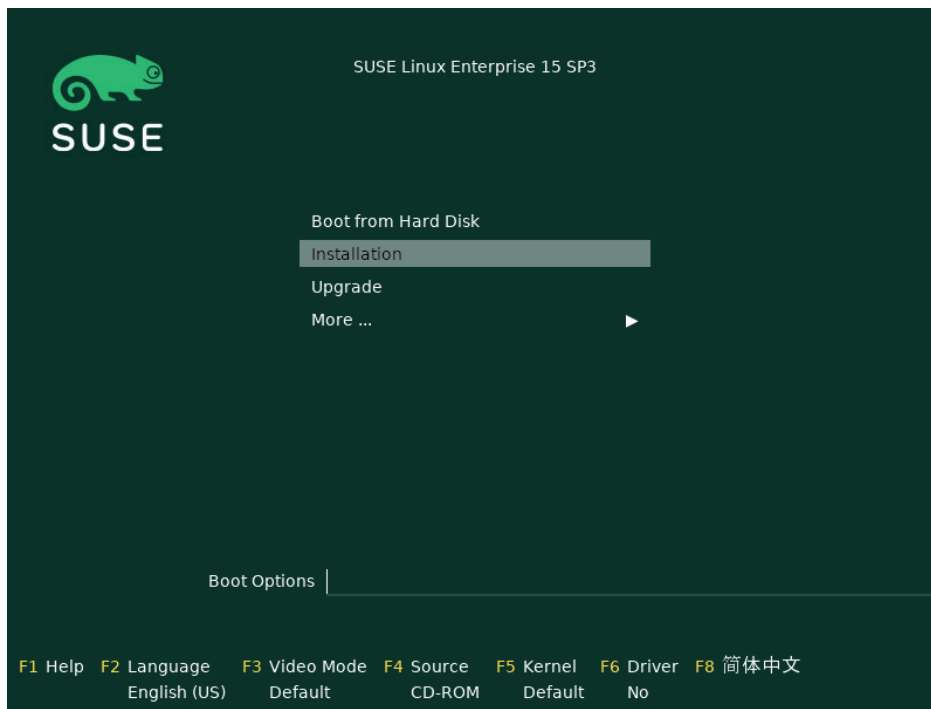 SUSE Linux Enterprise 15 SP3
SUSE
Boot from Hard Disk
Installation
Upgrade
More ...
Boot Options
F1 Help F2 Language F3 Video Mode F4 Source F5 Kernel F6 Driver F8 简体中文
English (US) Default CD-ROM Default No